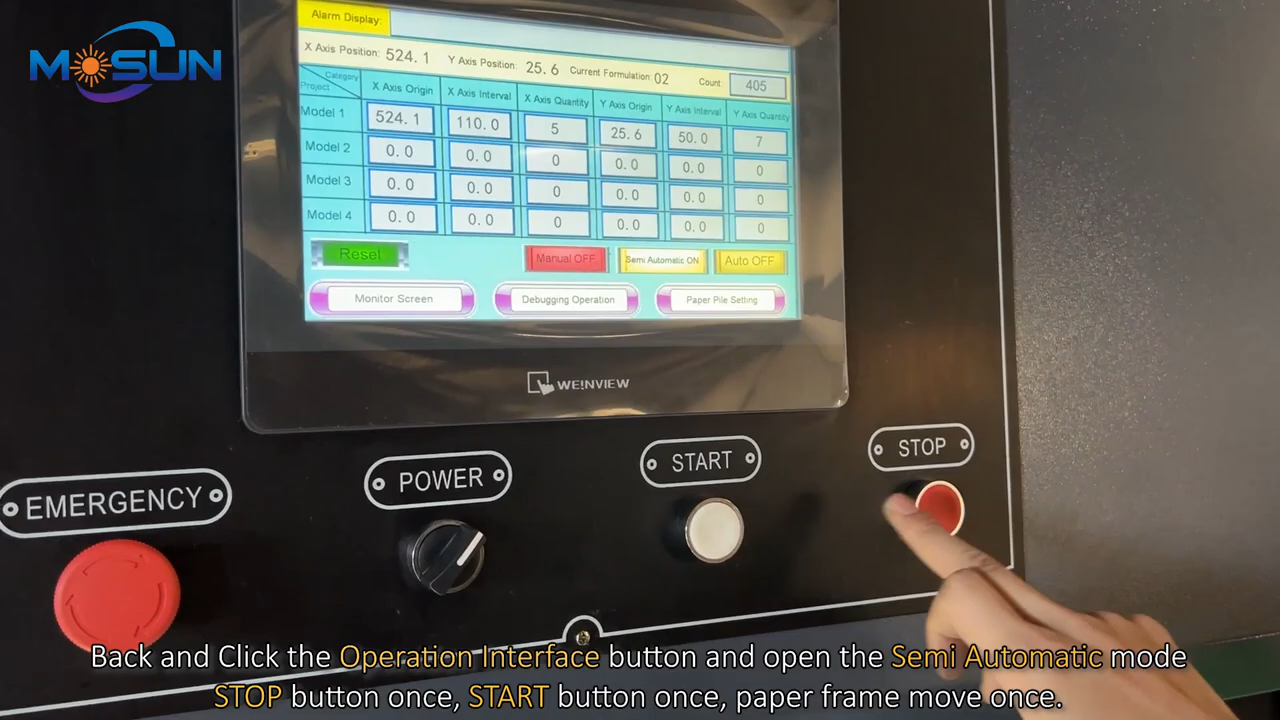 MOSUN
Alarm Display:
X Axis Position: 524.1 Y Axis Position: 25.6 Current Formulation: 02 Count: 405
Category
Project
X Axis Origin X Axis Interval X Axis Quantity Y Axis Origin Y Axis Interval Y Axis Quantity
Model 1 524.1 110.0 5 25.6 50.0 7
Model 2 0.0 0.0 0 0.0 0.0 0
Model 3 0.0 0.0 0 0.0 0.0 0
Model 4 0.0 0.0 0 0.0 0.0 0
Reset Manual OFF Semi Automatic ON Auto OFF
Monitor Screen Debugging Operation Paper Pile Setting
WE!NVIEW
EMERGENCY POWER START STOP
Back and Click the Operation Interface button and open the Semi Automatic mode
STOP button once, START button once, paper frame move once.